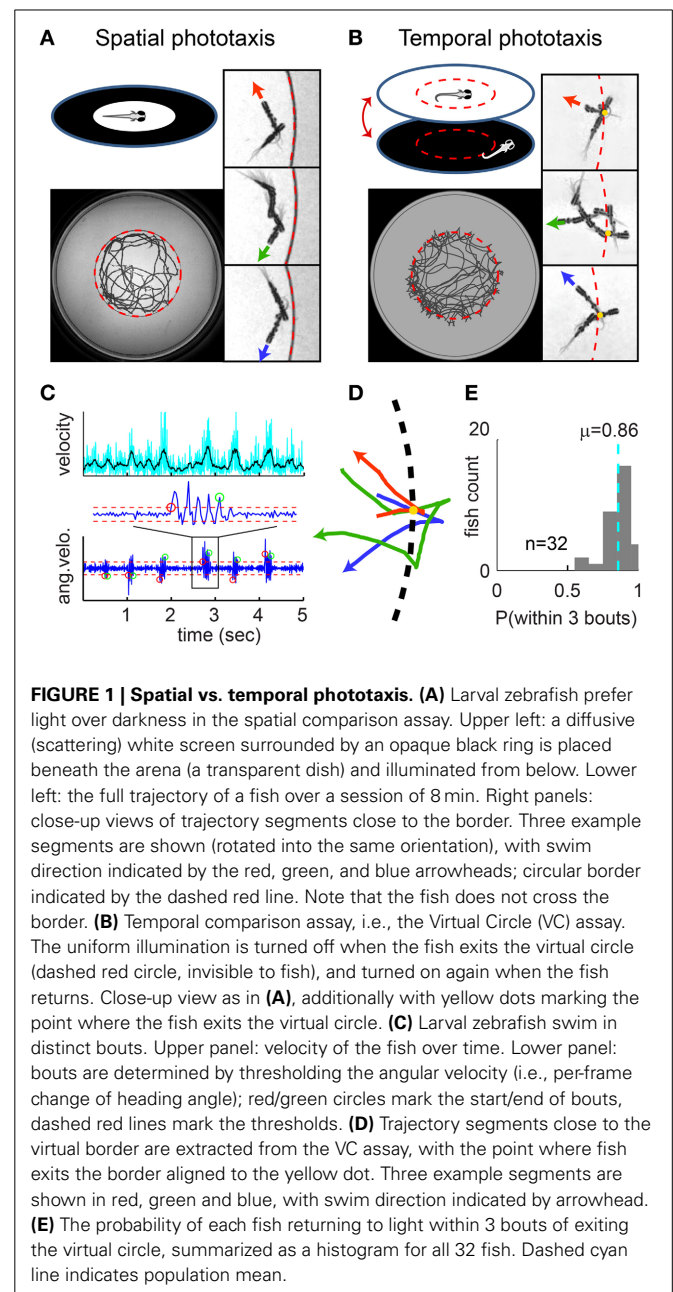 A Spatial phototaxis
B Temporal phototaxis
C
velocity
ang.velo.
1 2 3 4 5
time (sec)
D
E
20
μ=0.86
fish count
n=32
0
0 0.5 1
P(within 3 bouts)
FIGURE 1 | Spatial vs. temporal phototaxis. (A) Larval zebrafish prefer
light over darkness in the spatial comparison assay. Upper left: a diffusive
(scattering) white screen surrounded by an opaque black ring is placed
beneath the arena (a transparent dish) and illuminated from below. Lower
left: the full trajectory of a fish over a session of 8 min. Right panels:
close-up views of trajectory segments close to the border. Three example
segments are shown (rotated into the same orientation), with swim
direction indicated by the red, green, and blue arrowheads; circular border
indicated by the dashed red line. Note that the fish does not cross the
border. (B) Temporal comparison assay, i.e., the Virtual Circle (VC) assay.
The uniform illumination is turned off when the fish exits the virtual circle
(dashed red circle, invisible to fish), and turned on again when the fish
returns. Close-up view as in (A), additionally with yellow dots marking the
point where the fish exits the virtual circle. (C) Larval zebrafish swim in
distinct bouts. Upper panel: velocity of the fish over time. Lower panel:
bouts are determined by thresholding the angular velocity (i.e., per-frame
change of heading angle); red/green circles mark the start/end of bouts,
dashed red lines mark the thresholds. (D) Trajectory segments close to the
virtual border are extracted from the VC assay, with the point where fish
exits the border aligned to the yellow dot. Three example segments are
shown in red, green and blue, with swim direction indicated by arrowhead.
(E) The probability of each fish returning to light within 3 bouts of exiting
the virtual circle, summarized as a histogram for all 32 fish. Dashed cyan
line indicates population mean.